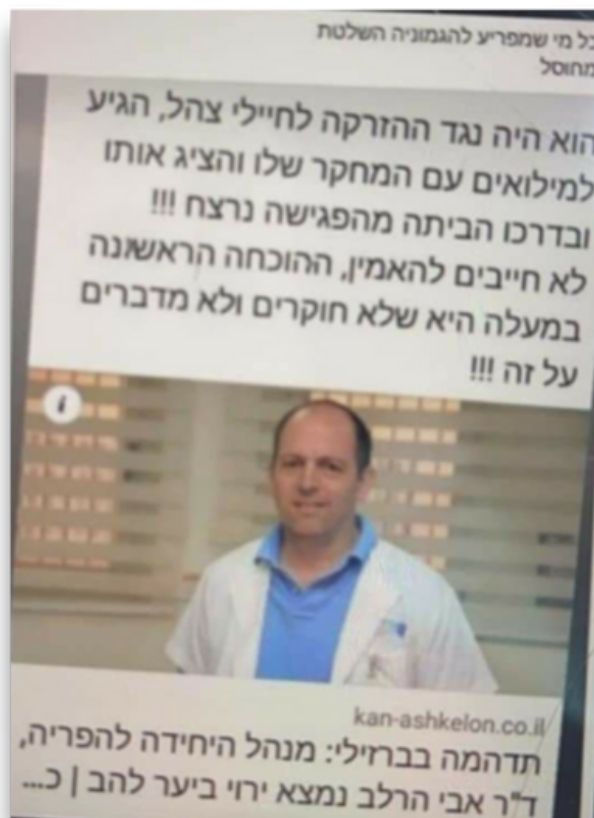 כל מי שמפריע להגמוניה השלטת
מחוסל
הוא היה נגד ההזרקה לחיילי צהל, הגיע
למילואים עם המחקר שלו והציג אותו
ובדרכו הביתה מהפגישה נרצח !!!
לא חייבים להאמין, ההוכחה הראשונה
במעלה היא שלא חוקרים ולא מדברים
על זה !!!
i
kan-ashkelon.co.il
תדהמה בברזילי: מנהל היחידה להפריה,
ד"ר אבי הרלב נמצא ירוי ביער להב | כ...